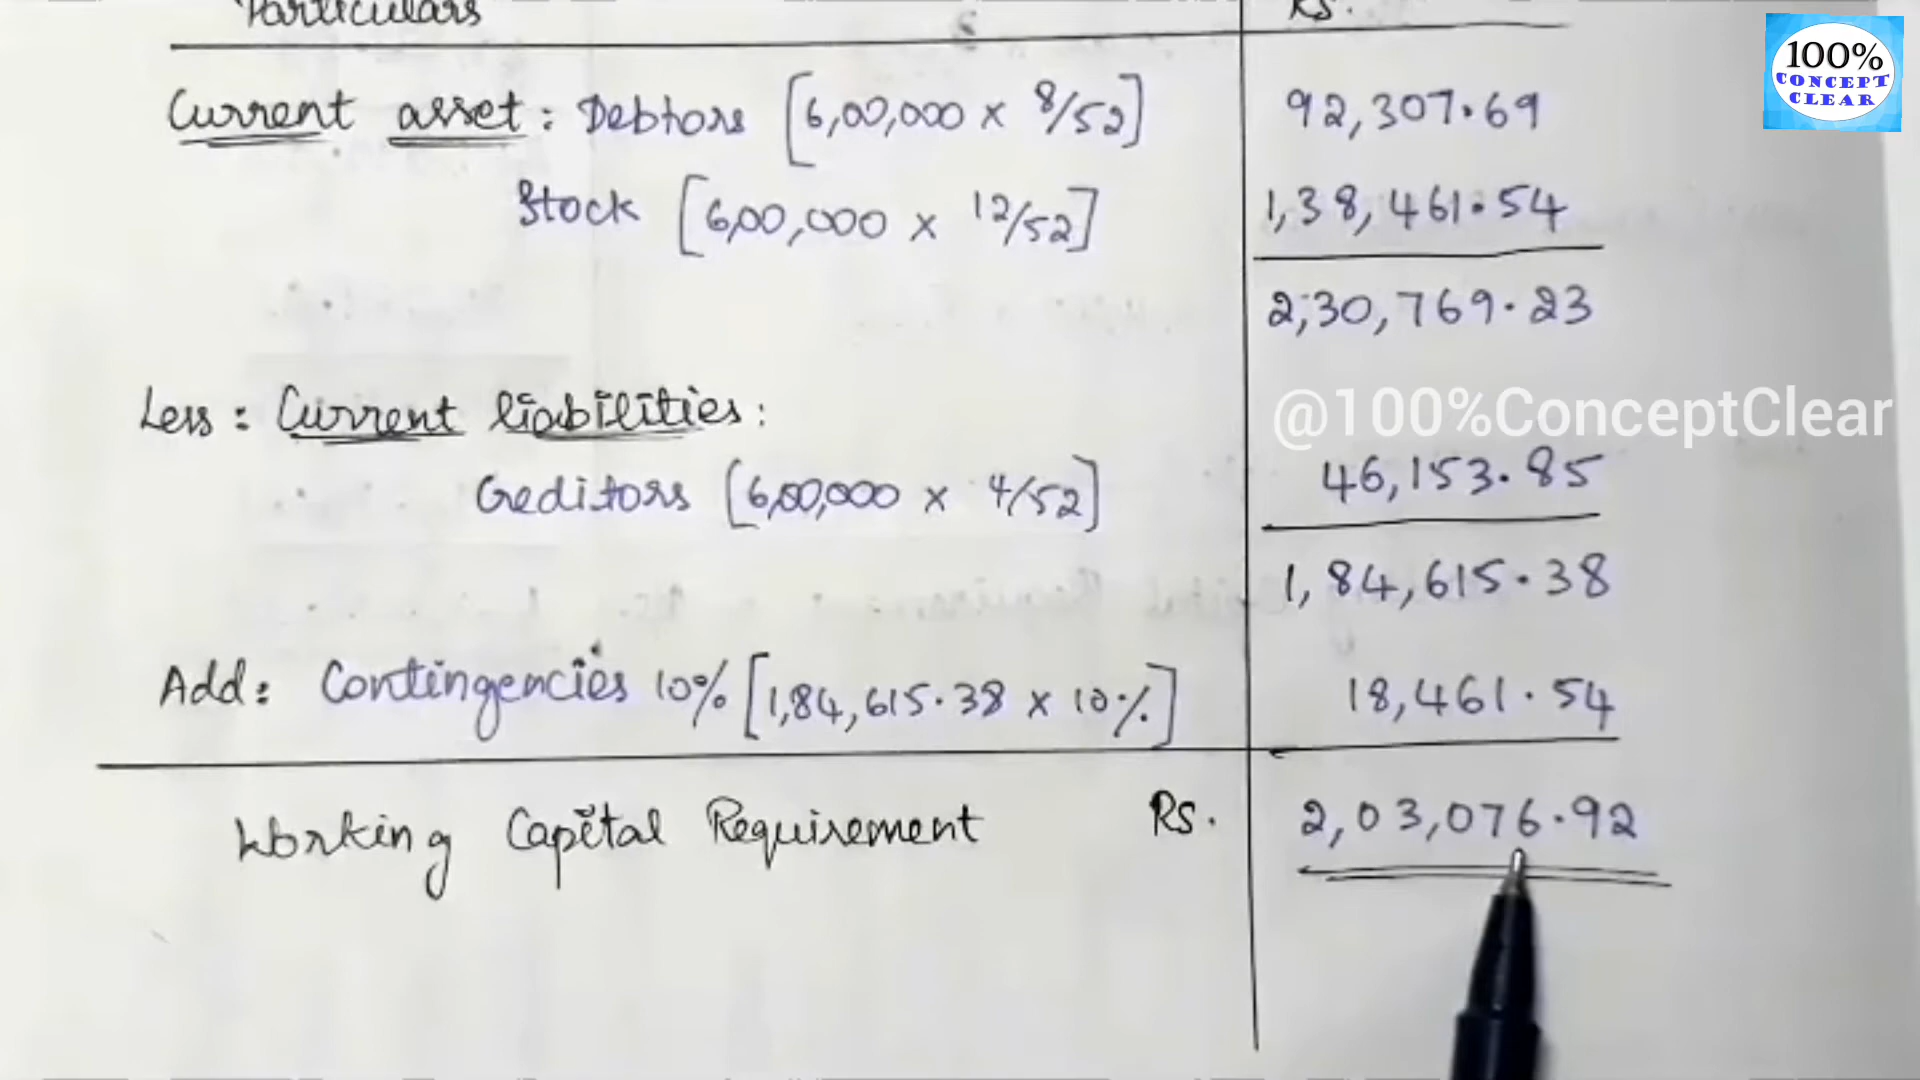 Particulars Rs.
100%
CONCEPT
CLEAR
Current asset : Debtors [6,00,000 x 8/52] 92,307.69
Stock [6,00,000 x 12/52] 1,38,461.54
2,30,769.23
Less : Current liabilities :
@100%ConceptClear
Creditors [6,00,000 x 4/52] 46,153.85
1,84,615.38
Add : Contingencies 10% [1,84,615.38 x 10%] 18,461.54
Working Capital Requirement Rs. 2,03,076.92